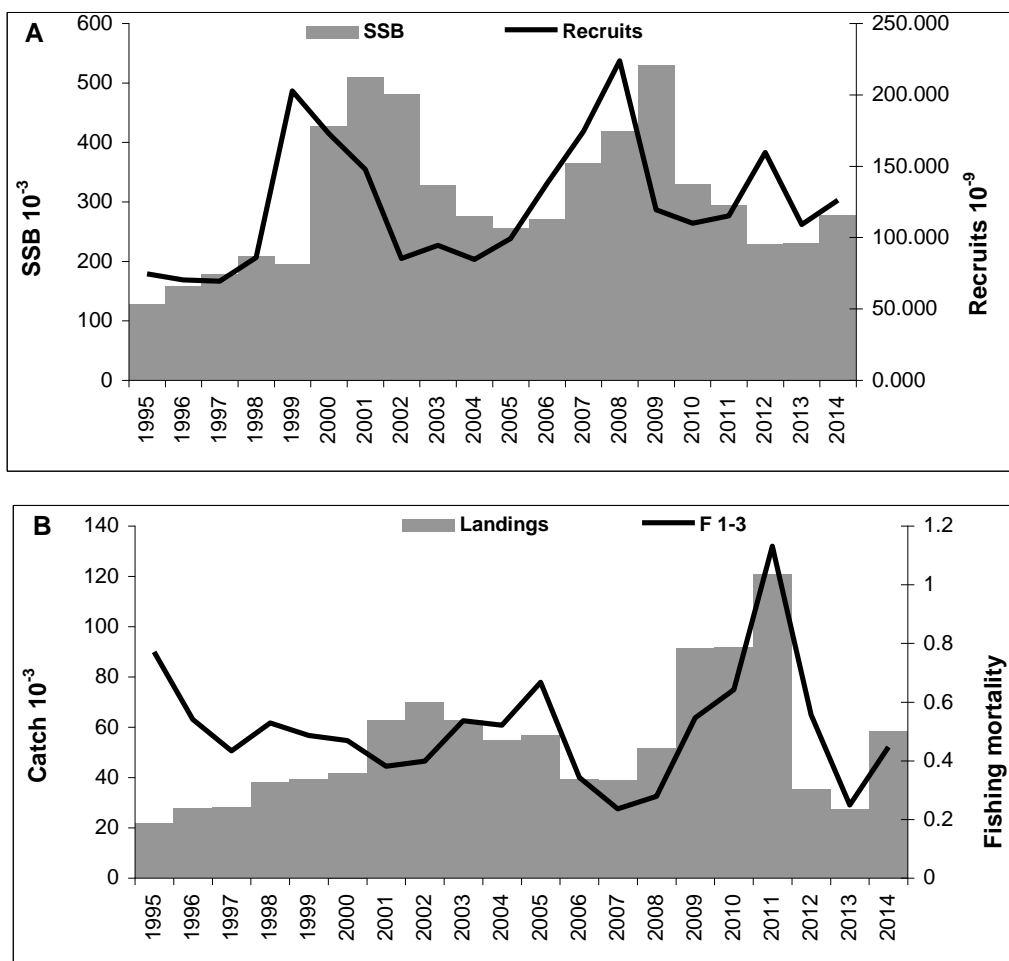 A
SSB Recruits
600
500
400
300
200
100
0
250.000
200.000
150.000
100.000
50.000
0.000
SSB 10⁻³
Recruits 10⁻⁹
1995 1996 1997 1998 1999 2000 2001 2002 2003 2004 2005 2006 2007 2008 2009 2010 2011 2012 2013 2014
B
Landings F 1-3
140
120
100
80
60
40
20
0
1.2
1
0.8
0.6
0.4
0.2
0
Catch 10⁻³
Fishing mortality
1995 1996 1997 1998 1999 2000 2001 2002 2003 2004 2005 2006 2007 2008 2009 2010 2011 2012 2013 2014